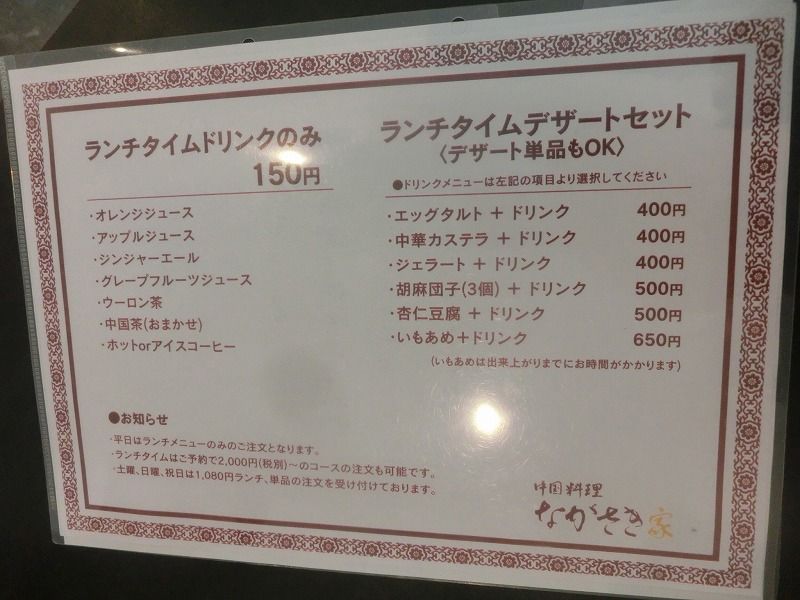 ランチタイムドリンクのみ
150円
・オレンジジュース
・アップルジュース
・ジンジャーエール
・グレープフルーツジュース
・ウーロン茶
・中国茶(おまかせ)
・ホットorアイスコーヒー
ランチタイムデザートセット
〈デザート単品もOK〉
●ドリンクメニューは左記の項目より選択してください
・エッグタルト + ドリンク 400円
・中華カステラ + ドリンク 400円
・ジェラート + ドリンク 400円
・胡麻団子(3個) + ドリンク 500円
・杏仁豆腐 + ドリンク 500円
・いもあめ+ドリンク 650円
(いもあめは出来上がりまでにお時間がかかります)
●お知らせ
・平日はランチメニューのみのご注文となります。
・ランチタイムはご予約で2,000円(税別)〜のコースの注文も可能です。
・土曜、日曜、祝日は1,080円ランチ、単品の注文を受け付けております。
中国料理
ながさき家